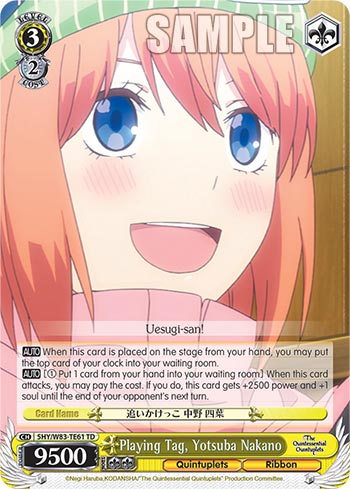 LEVEL
3
2
COST
SAMPLE
Uesugi-san!
AUTO When this card is placed on the stage from your hand, you may put
the top card of your clock into your waiting room.
AUTO [① Put 1 card from your hand into your waiting room] When this card
attacks, you may pay the cost. If you do, this card gets +2500 power and +1
soul until the end of your opponent's next turn.
Card Name 追いかけっこ 中野 四葉
CH 5HY/W83-TE61 TD
Playing Tag, Yotsuba Nakano
The
Quintessential
Quintuplets
9500
Quintuplets Ribbon
©Negi Haruba,KODANSHA/"The Quintessential Quintuplets" Production Committee.